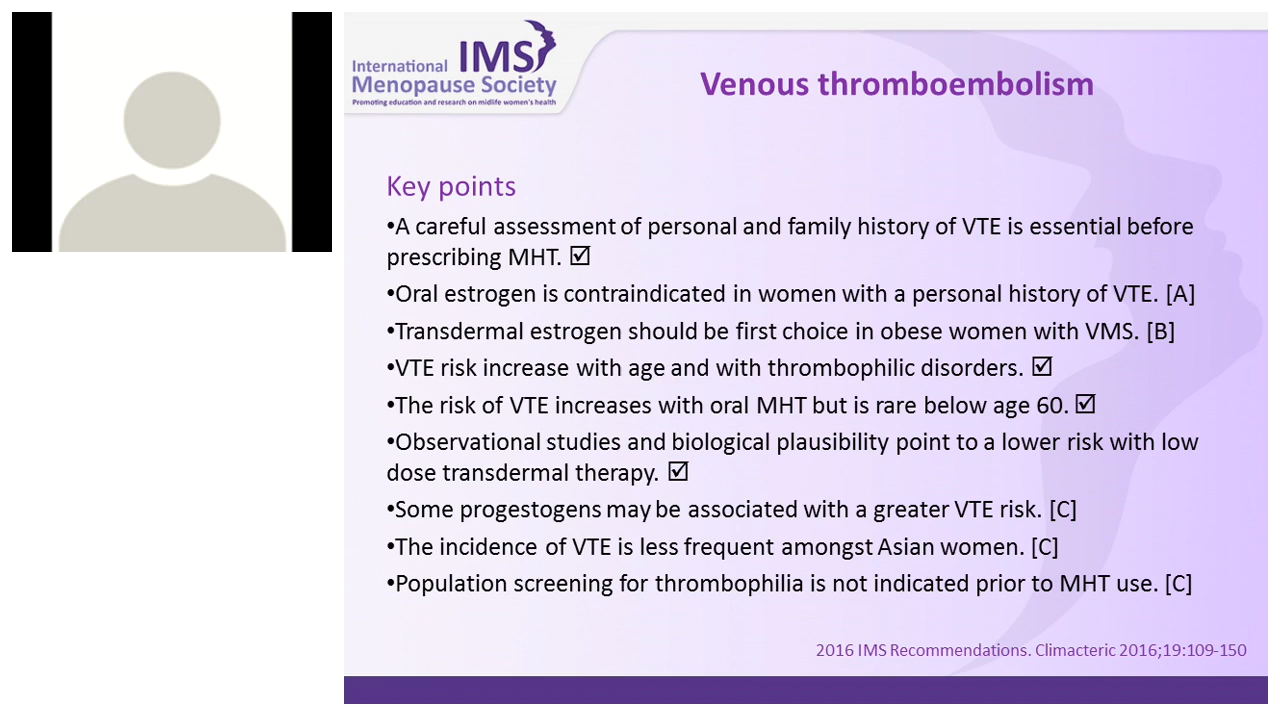 International IMS
Menopause Society
Promoting education and research on midlife women's health
Venous thromboembolism
Key points
•A careful assessment of personal and family history of VTE is essential before
prescribing MHT. ☑
•Oral estrogen is contraindicated in women with a personal history of VTE. [A]
•Transdermal estrogen should be first choice in obese women with VMS. [B]
•VTE risk increase with age and with thrombophilic disorders. ☑
•The risk of VTE increases with oral MHT but is rare below age 60. ☑
•Observational studies and biological plausibility point to a lower risk with low
dose transdermal therapy. ☑
•Some progestogens may be associated with a greater VTE risk. [C]
•The incidence of VTE is less frequent amongst Asian women. [C]
•Population screening for thrombophilia is not indicated prior to MHT use. [C]
2016 IMS Recommendations. Climacteric 2016;19:109-150